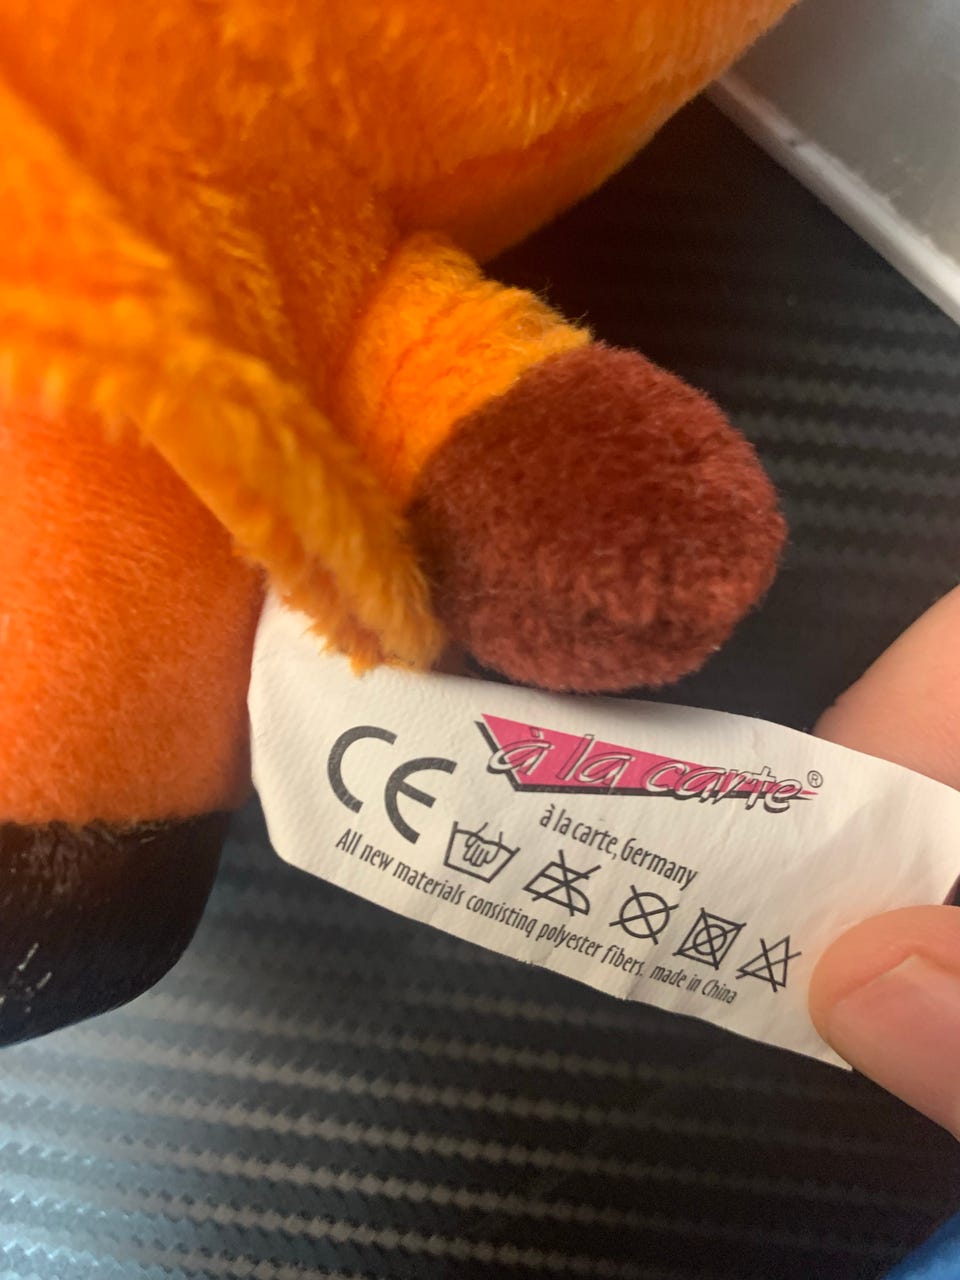 CE
à la carte®
à la carte, Germany
All new materials consisting polyester fibers. made in China